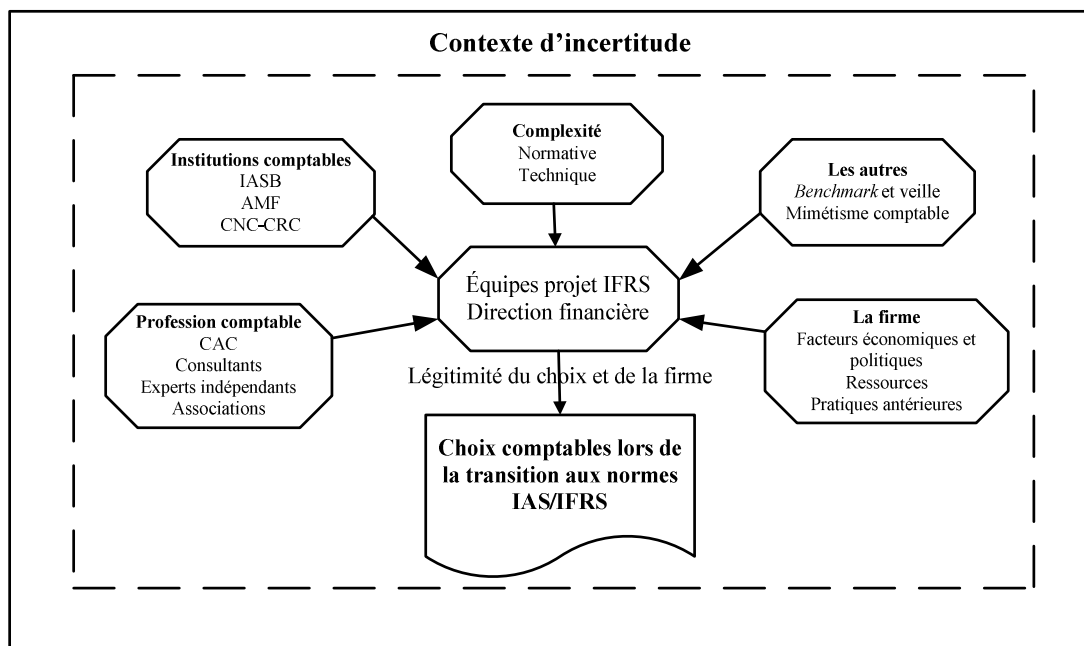 Contexte d'incertitude
Complexité
Normative
Technique
Institutions comptables
IASB
AMF
CNC-CRC
Les autres
Benchmark et veille
Mimétisme comptable
Équipes projet IFRS
Direction financière
Profession comptable
CAC
Consultants
Experts indépendants
Associations
La firme
Facteurs économiques et
politiques
Ressources
Pratiques antérieures
Légitimité du choix et de la firme
Choix comptables lors de
la transition aux normes
IAS/IFRS